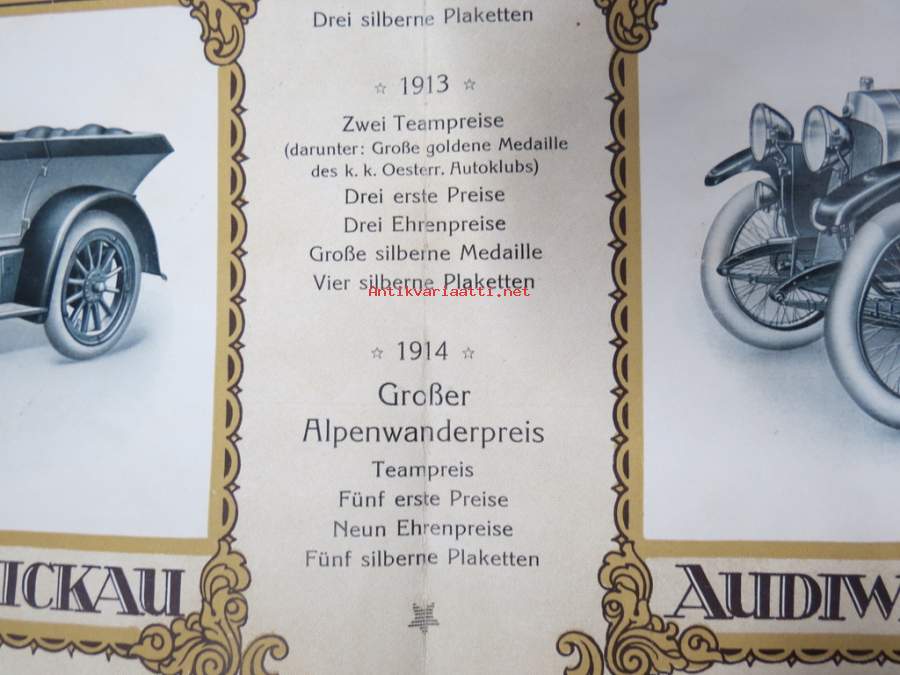 Drei silberne Plaketten
☆ 1913 ☆
Zwei Teampreise
(darunter: Große goldene Medaille
des k. k. Oesterr. Autoklubs)
Drei erste Preise
Drei Ehrenpreise
Große silberne Medaille
Vier silberne Plaketten
Antikvariaatti.net
☆ 1914 ☆
Großer
Alpenwanderpreis
Teampreis
Fünf erste Preise
Neun Ehrenpreise
Fünf silberne Plaketten
ICKAU
AUDIW